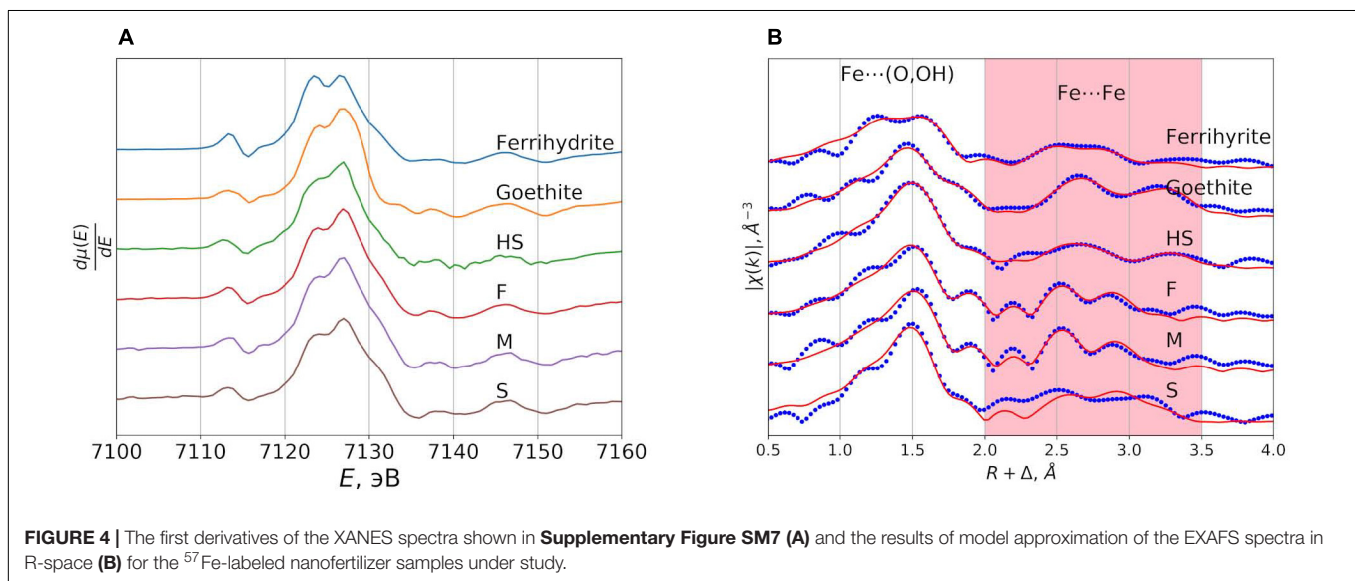 A
dμ(E)
dE
Ferrihydrite
Goethite
HS
F
M
S
7100 7110 7120 7130 7140 7150 7160
E, эВ
B
|χ(k)|, Å⁻³
Fe···(O,OH)
Fe···Fe
Ferrihyrite
Goethite
HS
F
M
S
0.5 1.0 1.5 2.0 2.5 3.0 3.5 4.0
R + Δ, Å
FIGURE 4 | The first derivatives of the XANES spectra shown in Supplementary Figure SM7 (A) and the results of model approximation of the EXAFS spectra in
R-space (B) for the ⁵⁷Fe-labeled nanofertilizer samples under study.